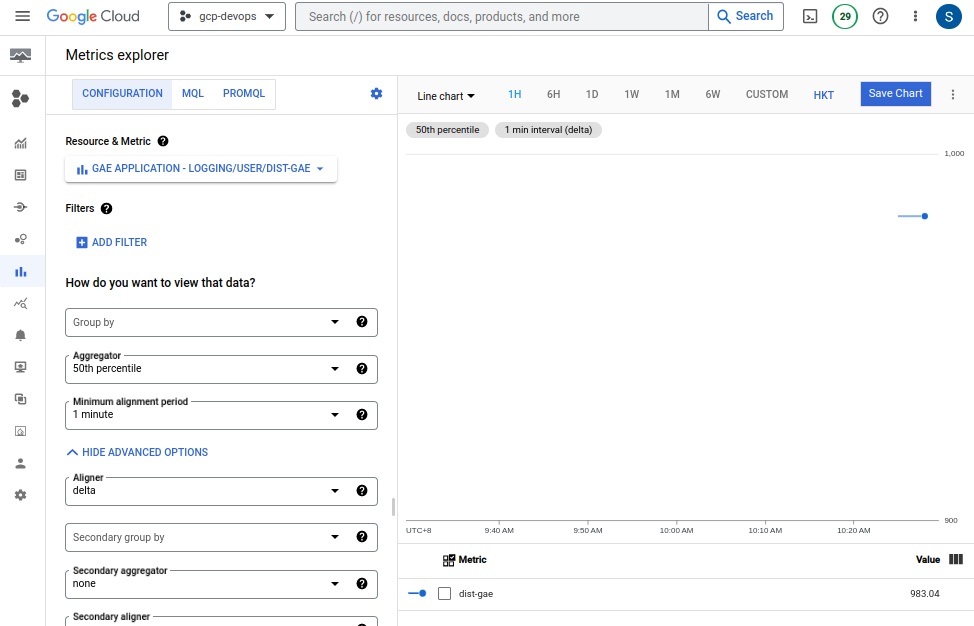 Google Cloud
gcp-devops
Search (/) for resources, docs, products, and more
Search
29
S
Metrics explorer
CONFIGURATION
MQL
PROMQL
Resource & Metric
GAE APPLICATION - LOGGING/USER/DIST-GAE
Filters
ADD FILTER
How do you want to view that data?
Group by
Aggregator
50th percentile
Minimum alignment period
1 minute
HIDE ADVANCED OPTIONS
Aligner
delta
Secondary group by
Secondary aggregator
none
Secondary aligner
Line chart
1H
6H
1D
1W
1M
6W
CUSTOM
HKT
Save Chart
50th percentile
1 min interval (delta)
1,000
900
UTC+8
9:40 AM
9:50 AM
10:00 AM
10:10 AM
10:20 AM
Metric
Value
dist-gae
983.04